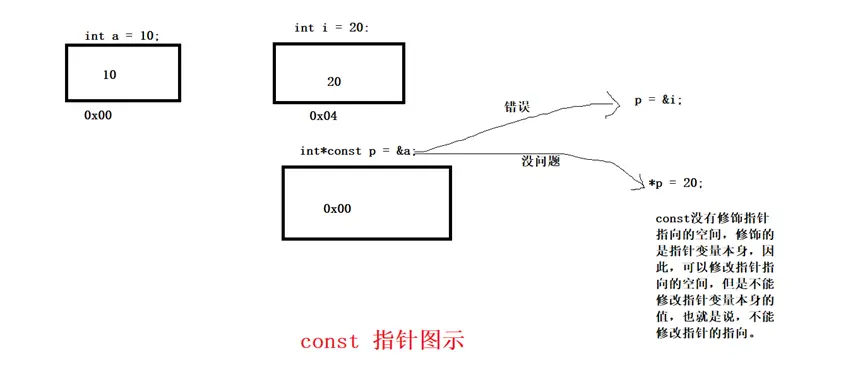 int a = 10;
int i = 20:
10
20
0x00
0x04
错误
p = &i;
int*const p = &a;
没问题
*p = 20;
0x00
const没有修饰指针
指向的空间，修饰的
是指针变量本身，因
此，可以修改指针指
向的空间，但是不能
修改指针变量本身的
值，也就是说，不能
修改指针的指向。
const 指针图示